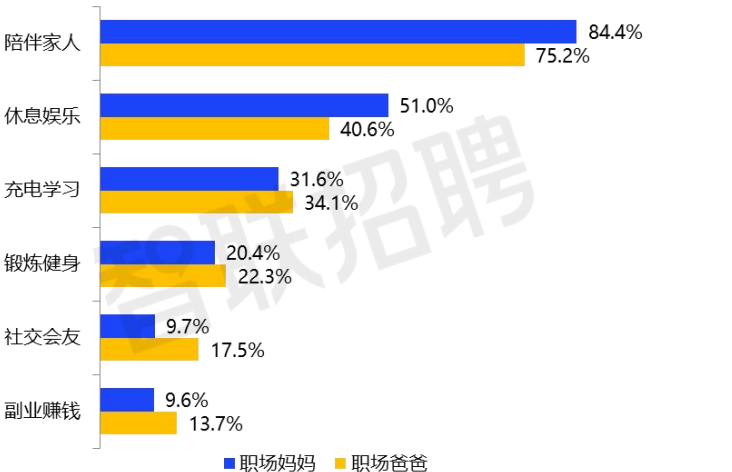 陪伴家人
84.4%
75.2%
休息娱乐
51.0%
40.6%
充电学习
31.6%
34.1%
锻炼健身
20.4%
22.3%
社交会友
9.7%
17.5%
副业赚钱
9.6%
13.7%
职场妈妈 职场爸爸
智联招聘